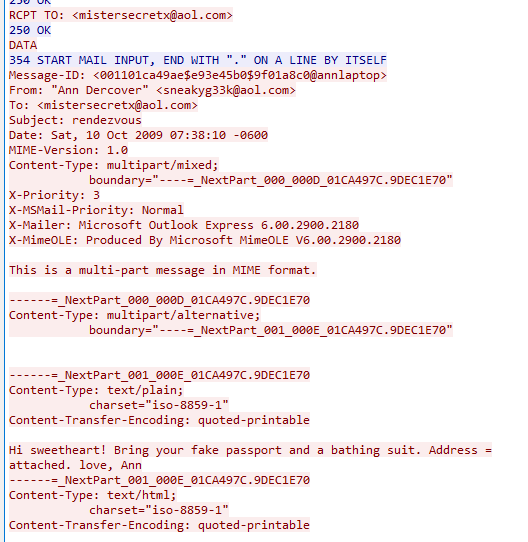 250 OK
RCPT TO: <mistersecretx@aol.com>
250 OK
DATA
354 START MAIL INPUT, END WITH "." ON A LINE BY ITSELF
Message-ID: <001101ca49ae$e93e45b0$9f01a8c0@annlaptop>
From: "Ann Dercover" <sneakyg33k@aol.com>
To: <mistersecretx@aol.com>
Subject: rendezvous
Date: Sat, 10 Oct 2009 07:38:10 -0600
MIME-Version: 1.0
Content-Type: multipart/mixed;
boundary="----=_NextPart_000_000D_01CA497C.9DEC1E70"
X-Priority: 3
X-MSMail-Priority: Normal
X-Mailer: Microsoft Outlook Express 6.00.2900.2180
X-MimeOLE: Produced By Microsoft MimeOLE V6.00.2900.2180
This is a multi-part message in MIME format.
------=_NextPart_000_000D_01CA497C.9DEC1E70
Content-Type: multipart/alternative;
boundary="----=_NextPart_001_000E_01CA497C.9DEC1E70"
------=_NextPart_001_000E_01CA497C.9DEC1E70
Content-Type: text/plain;
charset="iso-8859-1"
Content-Transfer-Encoding: quoted-printable
Hi sweetheart! Bring your fake passport and a bathing suit. Address =
attached. love, Ann
------=_NextPart_001_000E_01CA497C.9DEC1E70
Content-Type: text/html;
charset="iso-8859-1"
Content-Transfer-Encoding: quoted-printable